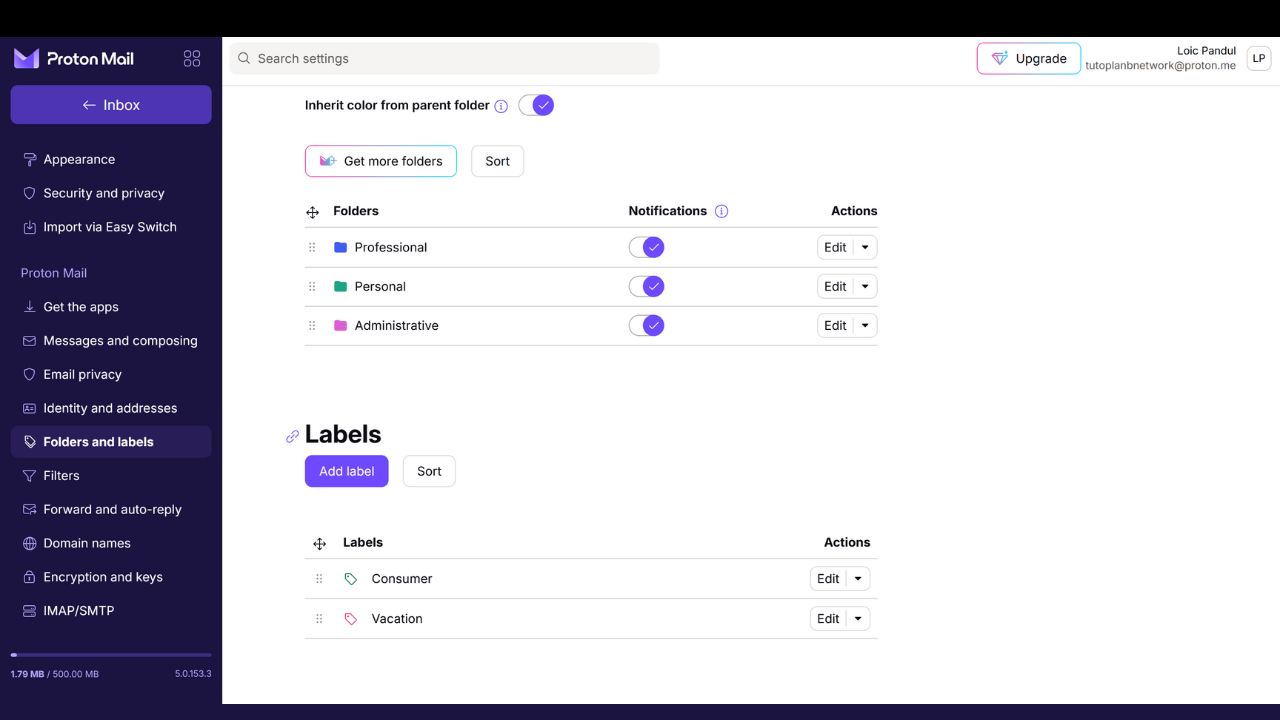 Proton Mail
Inbox
Appearance
Security and privacy
Import via Easy Switch
Proton Mail
Get the apps
Messages and composing
Email privacy
Identity and addresses
Folders and labels
Filters
Forward and auto-reply
Domain names
Encryption and keys
IMAP/SMTP
1.79 MB / 500.00 MB 5.0.153.3
Search settings
Upgrade
Loic Pandul
tutoplanbnetwork@proton.me
LP
Inherit color from parent folder
Get more folders Sort
Folders Notifications Actions
Professional Edit
Personal Edit
Administrative Edit
Labels
Add label Sort
Labels Actions
Consumer Edit
Vacation Edit